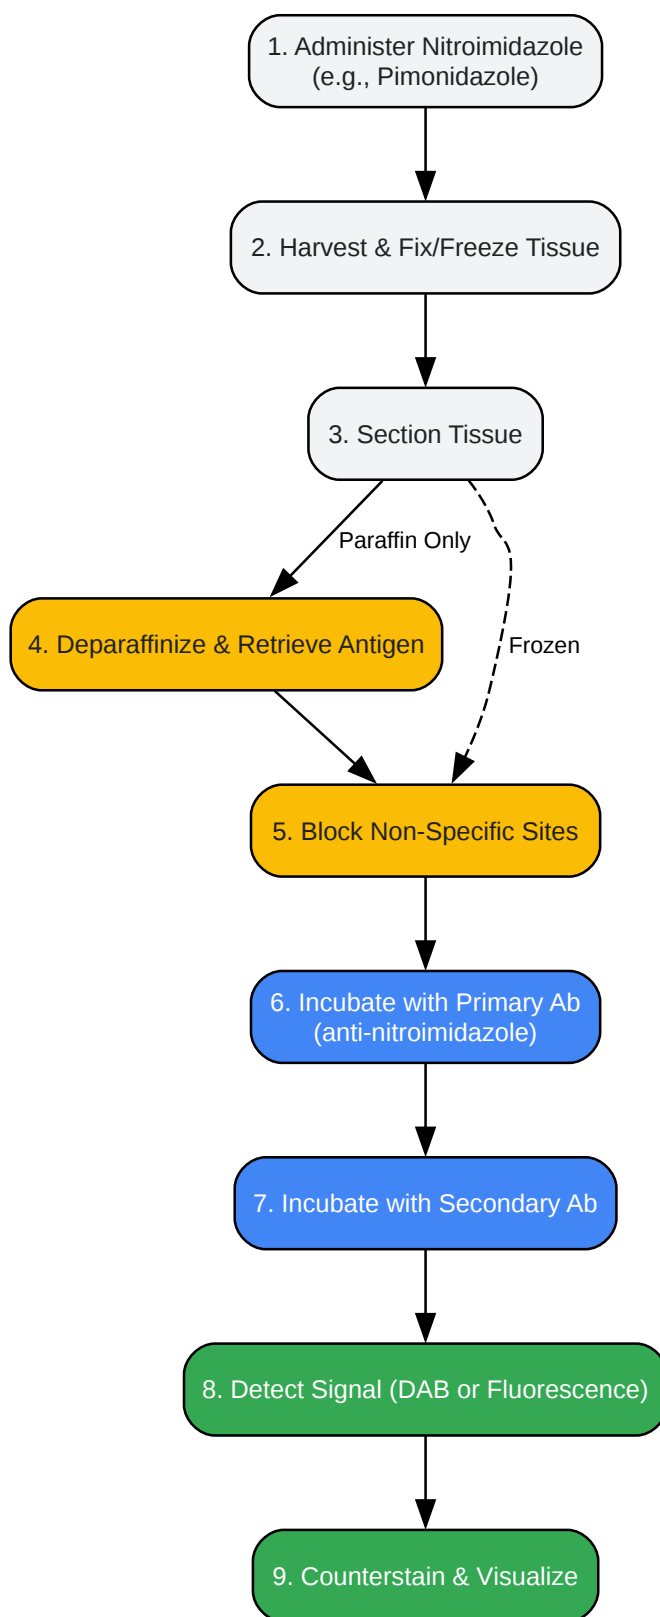 1. Administer Nitroimidazole
(e.g., Pimonidazole)
2. Harvest & Fix/Freeze Tissue
3. Section Tissue
Paraffin Only
4. Deparaffinize & Retrieve Antigen
Frozen
5. Block Non-Specific Sites
6. Incubate with Primary Ab
(anti-nitroimidazole)
7. Incubate with Secondary Ab
8. Detect Signal (DAB or Fluorescence)
9. Counterstain & Visualize